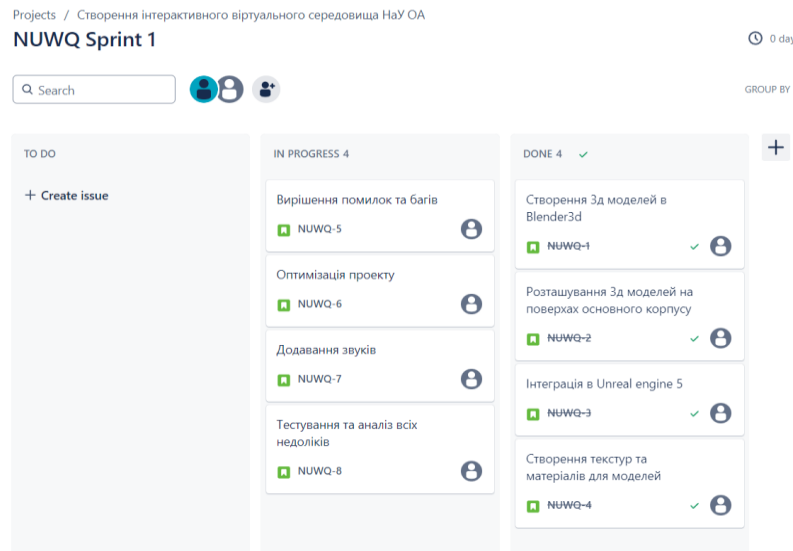 Projects / Створення інтерактивного віртуального середовища НаУ ОА
NUWQ Sprint 1
0 day
Search
GROUP BY
TO DO
+ Create issue
IN PROGRESS 4
Вирішення помилок та багів
NUWQ-5
Оптимізація проекту
NUWQ-6
Додавання звуків
NUWQ-7
Тестування та аналіз всіх
недоліків
NUWQ-8
DONE 4
Створення 3д моделей в
Blender3d
NUWQ-1
Розташування 3д моделей на
поверхах основного корпусу
NUWQ-2
Інтеграція в Unreal engine 5
NUWQ-3
Створення текстур та
матеріалів для моделей
NUWQ-4